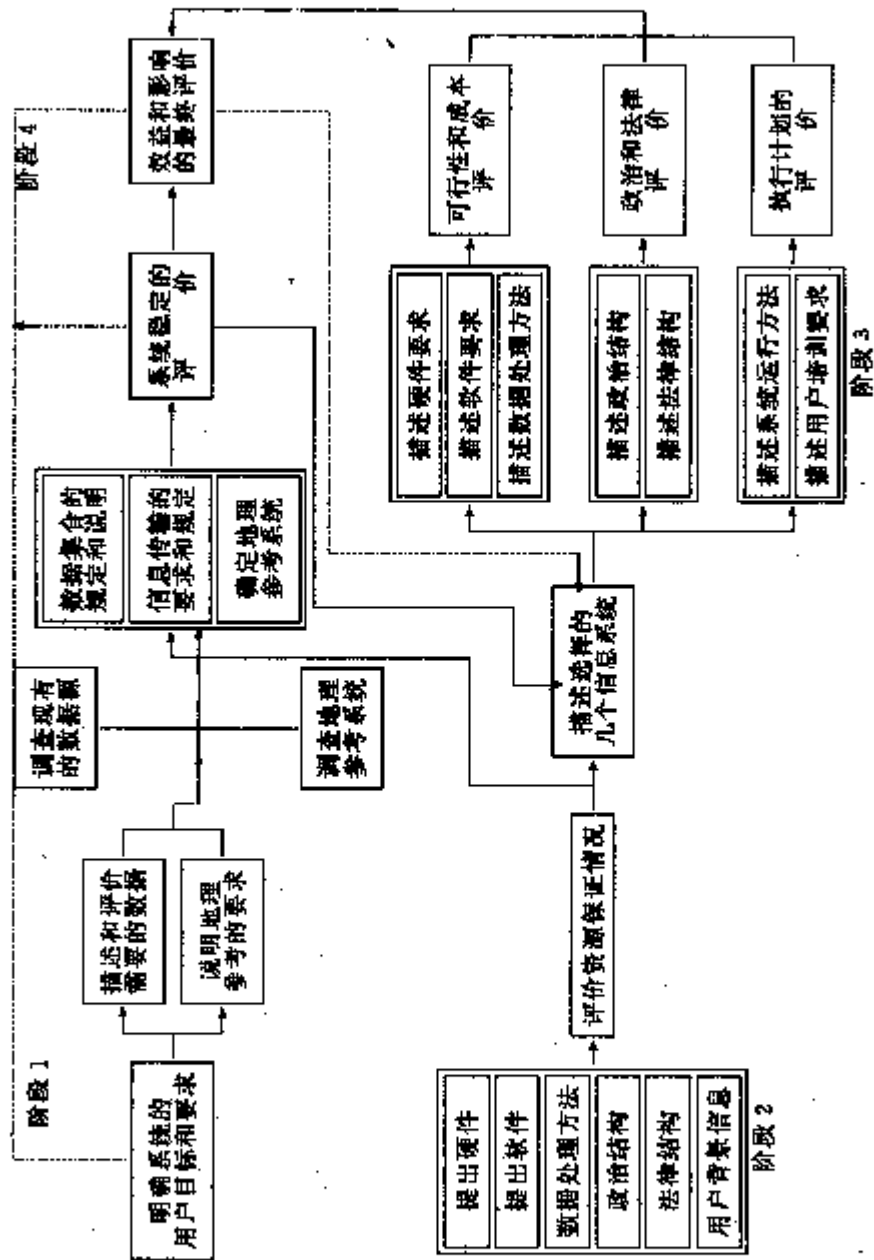 阶段 1
明确系统的
用户目标和要求
描述和评价
需要的数据
说明地理
参考的要求
调查现有
的数据源
调查地理
参考系统
数据集合的
规定和说明
信息传输的
要求和规定
确定地理
参考系统
系统稳定的
评 价
阶段 4
效益和影响
的最终评价
提出硬件
提出软件
数据处理方法
政治结构
法律结构
用户背景信息
阶段 2
评价资源保证情况
描述选择的
几个信息系统
描述硬件要求
描述软件要求
描述数据处理方法
描述政治结构
描述法律结构
描述系统运行方法
描述用户培训要求
阶段 3
可行性和成本
评 价
政治和法律
评 价
执行计划的
评 价